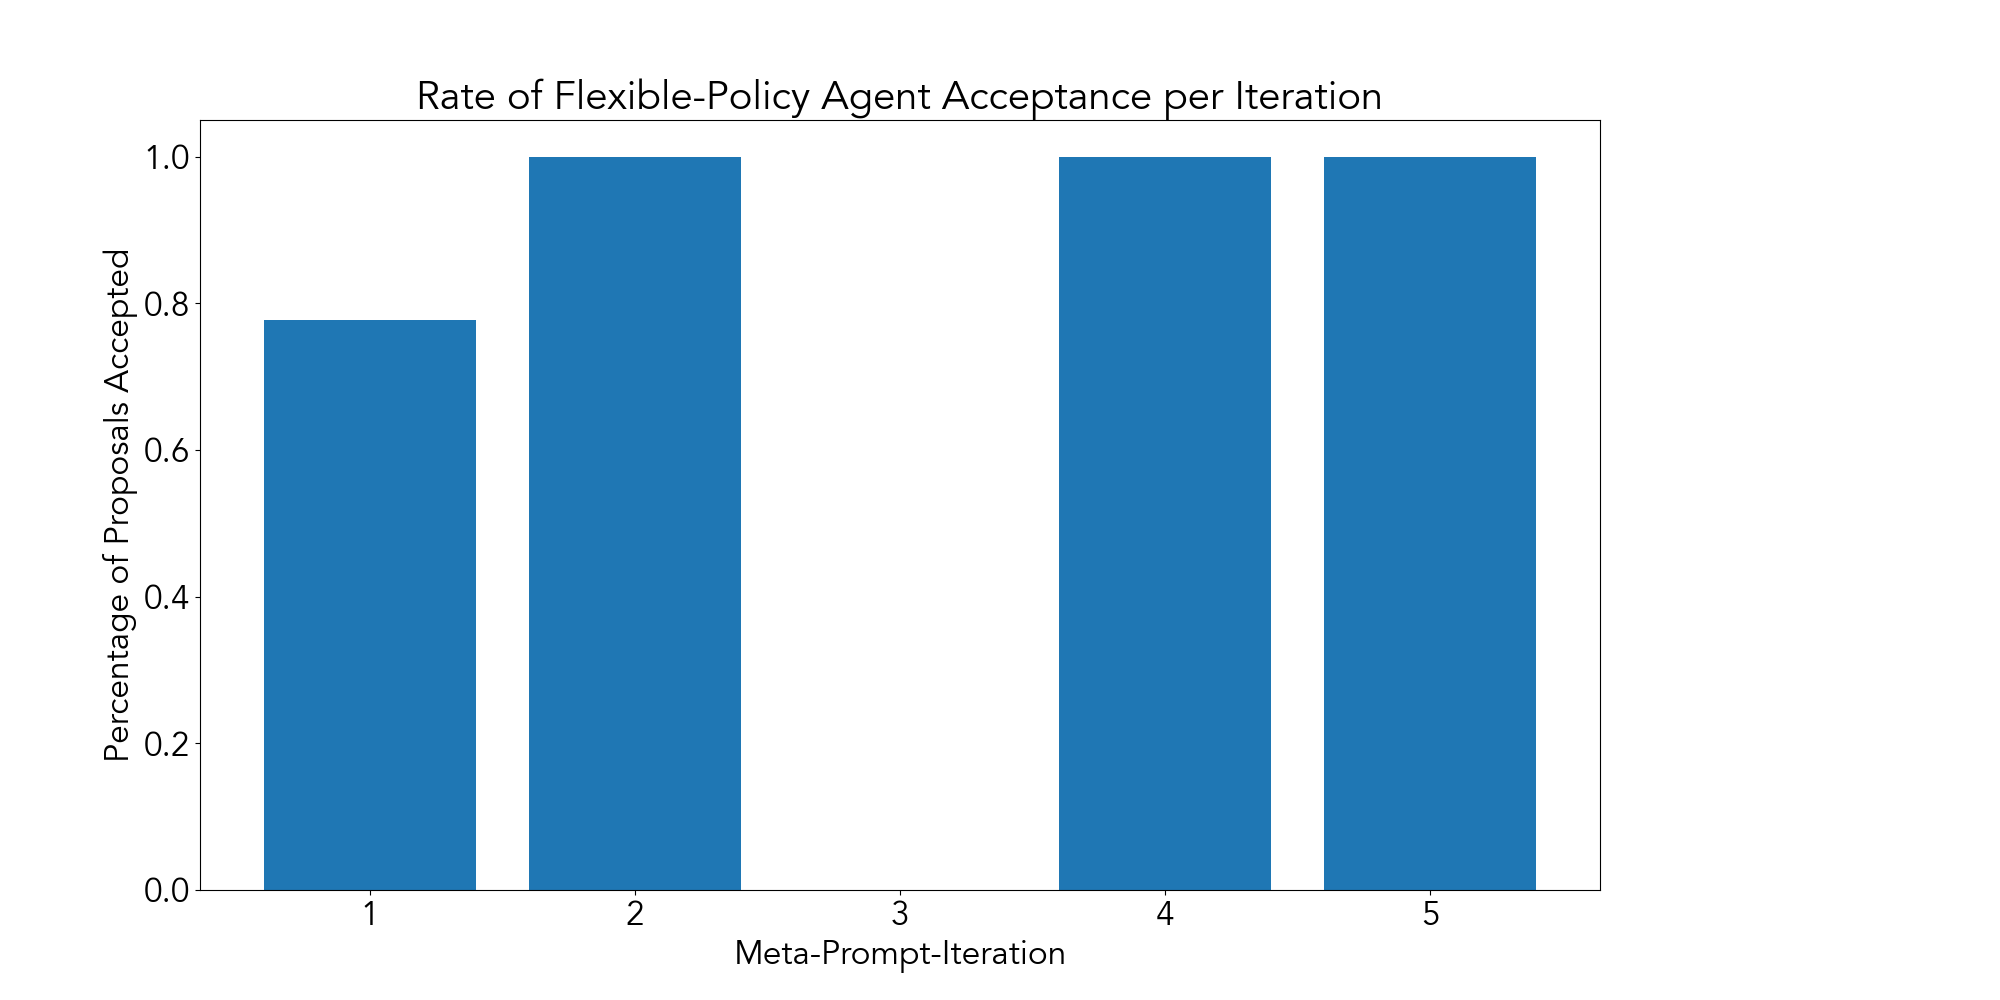 Rate of Flexible-Policy Agent Acceptance per Iteration
Percentage of Proposals Accepted
1.0
0.8
0.6
0.4
0.2
0.0
1 2 3 4 5
Meta-Prompt-Iteration